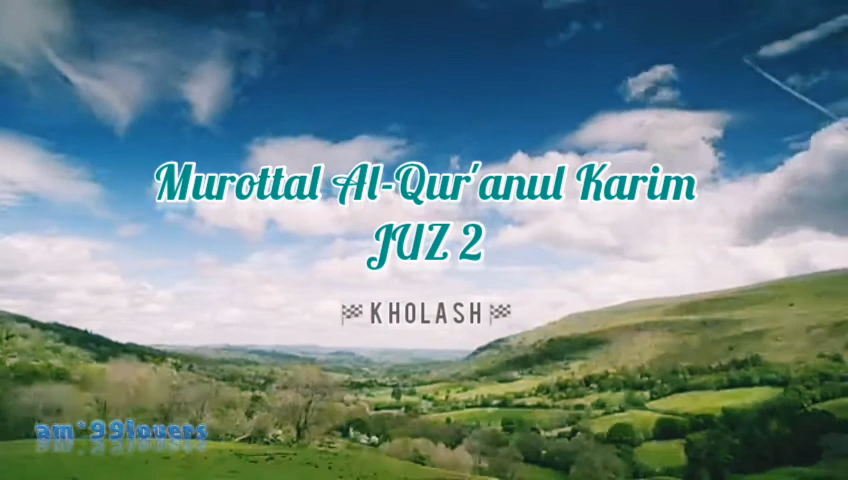 Murottal Al-Qur'anul Karim
JUZ 2
🏁KHOLASH🏁
am*99lovers